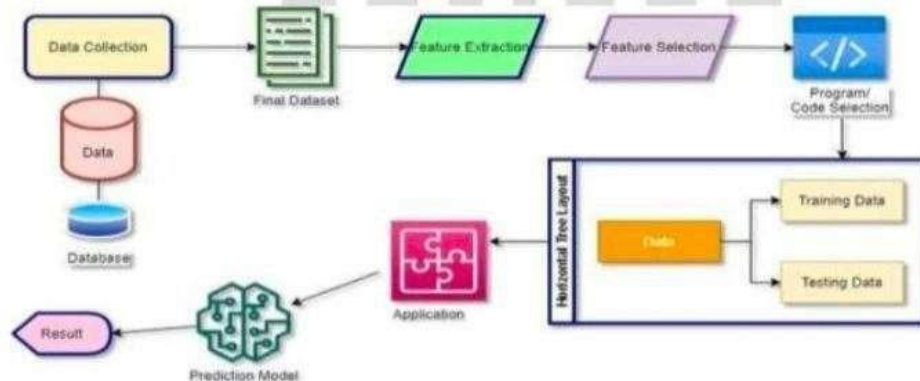 Data Collection
Final Dataset
Feature Extraction
Feature Selection
</>
Program/
Code Selection
Data
Database
Horizontal Tree Layout
Data
Training Data
Testing Data
Application
Prediction Model
Result